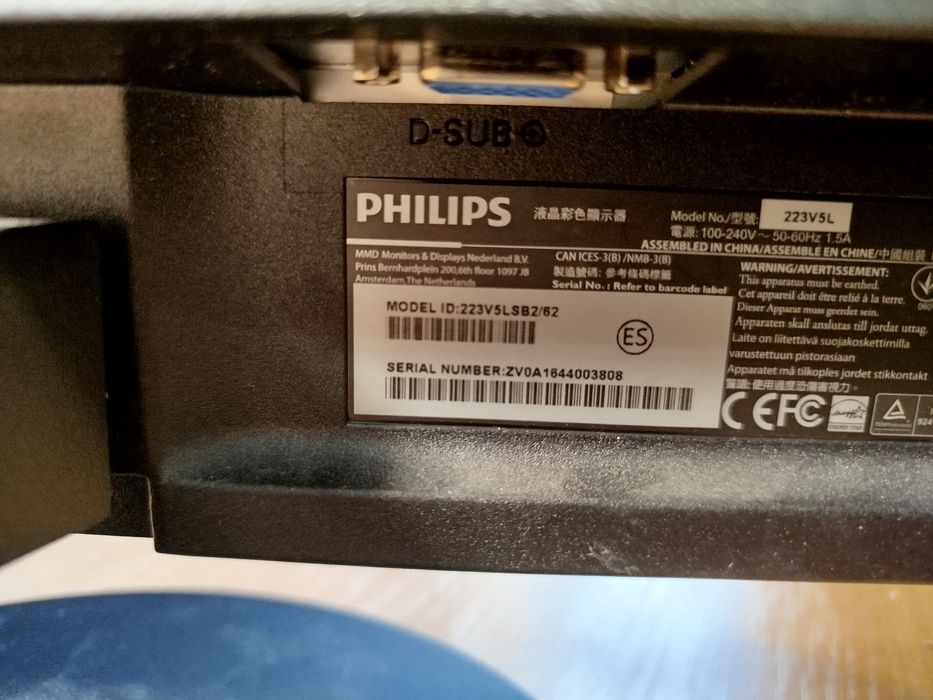 D-SUB
PHILIPS 液晶彩色顯示器
Model No./型號: 223V5L
電源: 100-240V～ 50-60Hz 1.5A
ASSEMBLED IN CHINA/ASSEMBLE EN CHINE/中國組裝
MMD Monitors & Displays Nederland B.V.
Prins Bernhardplein 200,6th floor 1097 JB
Amsterdam,The Netherlands
CAN ICES-3(B) /NMB-3(B)
製造號碼: 參考條碼標籤
Serial No. : Refer to barcode label
MODEL ID:223V5LSB2/62
ES
SERIAL NUMBER:ZV0A1644003808
WARNING/AVERTISSEMENT:
This apparatus must be earthed.
Cet appareil doit être relié à la terre.
Dieser Apparat muss geerdet sein.
Apparaten skall anslutas till jordat uttag.
Laite on liitettävä suojakoskettimilla
varustettuun pistorasiaan
Apparatet må tilkoples jordet stikkontakt
警語: 使用過度恐傷害視力。
CE FC
ENERGY STAR
924